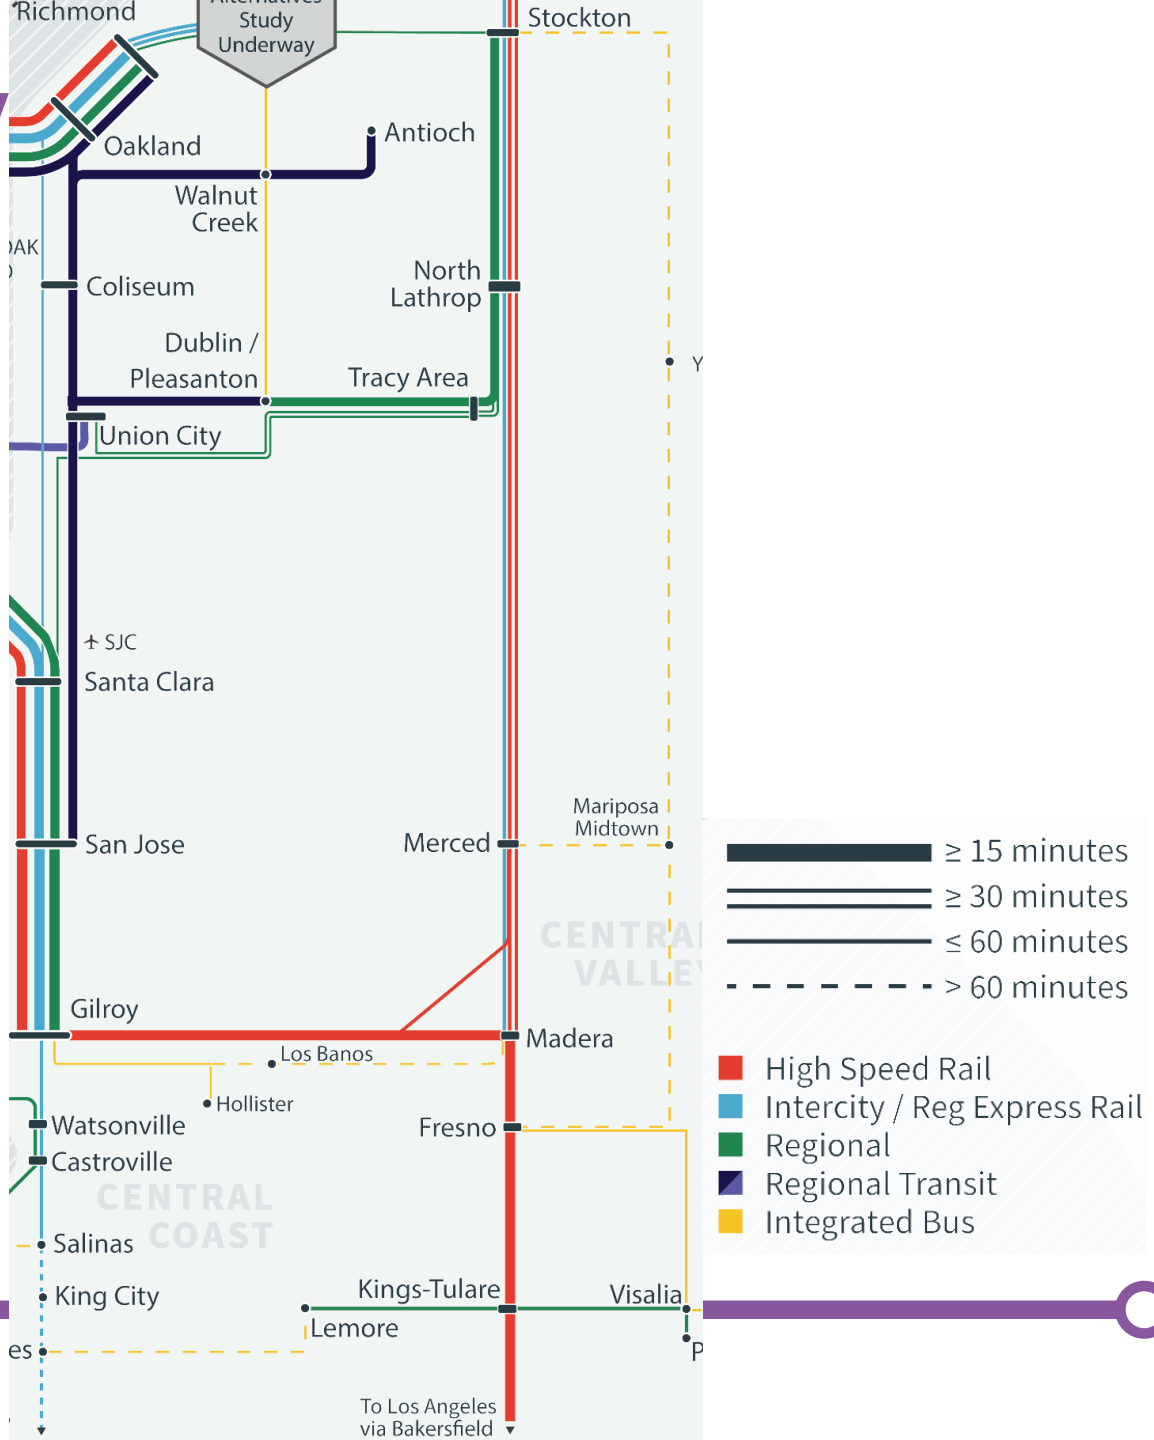 Richmond
Study
Underway
Stockton
Antioch
Oakland
Walnut
Creek
Coliseum
North
Lathrop
Dublin /
Pleasanton
Tracy Area
Union City
SJC
Santa Clara
San Jose
Mariposa
Midtown
Merced
CENTRAL
VALLEY
Gilroy
Madera
Los Banos
Hollister
Watsonville
Castroville
Fresno
CENTRAL
COAST
Salinas
King City
Kings-Tulare
Visalia
Lemore
To Los Angeles
via Bakersfield
≥ 15 minutes
≥ 30 minutes
≤ 60 minutes
> 60 minutes
High Speed Rail
Intercity / Reg Express Rail
Regional
Regional Transit
Integrated Bus